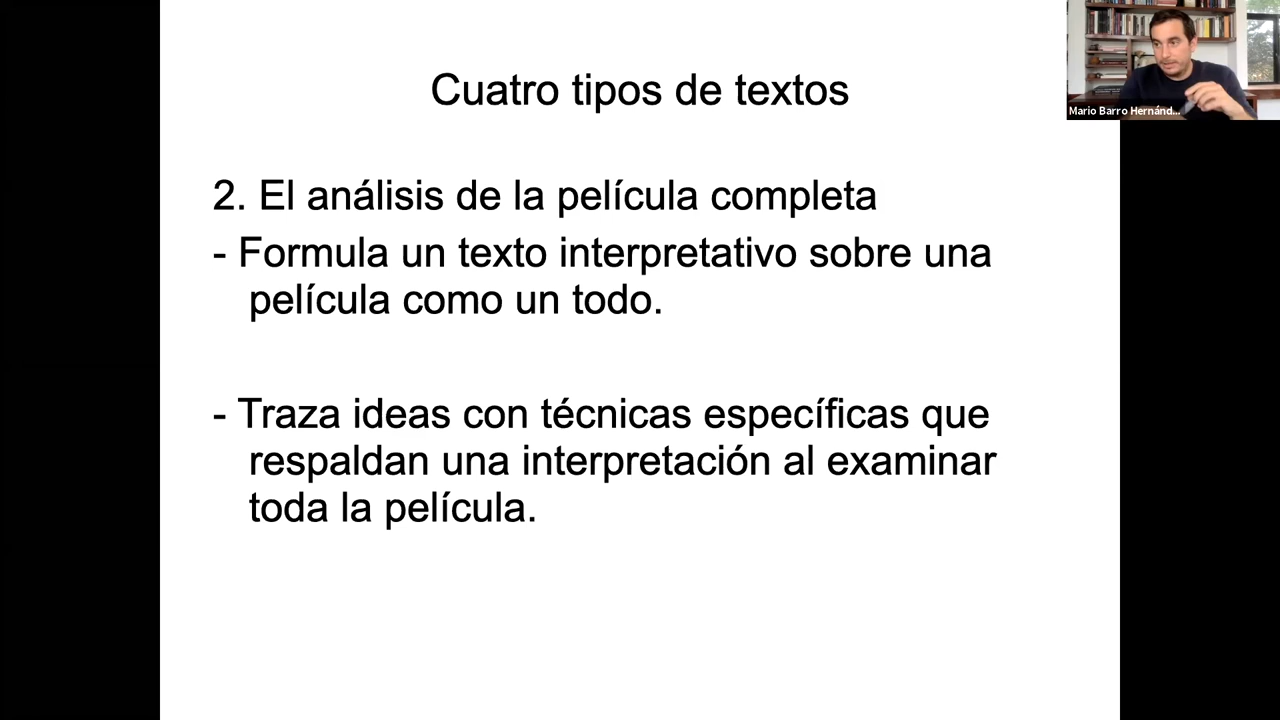 Cuatro tipos de textos
Mario Barro Hernánd...
2. El análisis de la película completa
- Formula un texto interpretativo sobre una
película como un todo.
- Traza ideas con técnicas específicas que
respaldan una interpretación al examinar
toda la película.